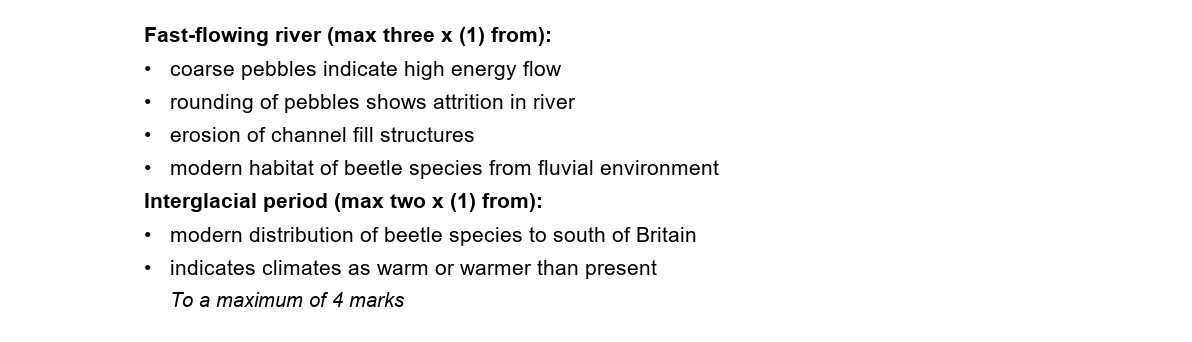 Fast-flowing river (max three x (1) from):
• coarse pebbles indicate high energy flow
• rounding of pebbles shows attrition in river
• erosion of channel fill structures
• modern habitat of beetle species from fluvial environment
Interglacial period (max two x (1) from):
• modern distribution of beetle species to south of Britain
• indicates climates as warm or warmer than present
To a maximum of 4 marks